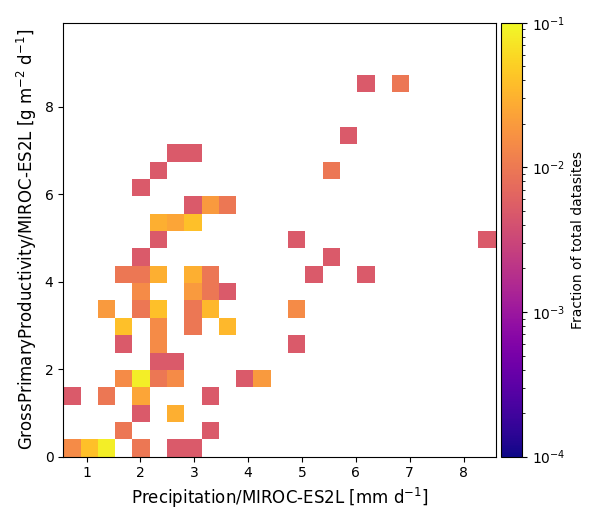 GrossPrimaryProductivity/MIROC-ES2L [g m⁻² d⁻¹]
8
6
4
2
0
1 2 3 4 5 6 7 8
Precipitation/MIROC-ES2L [mm d⁻¹]
10⁻¹
10⁻²
10⁻³
10⁻⁴
Fraction of total datasites